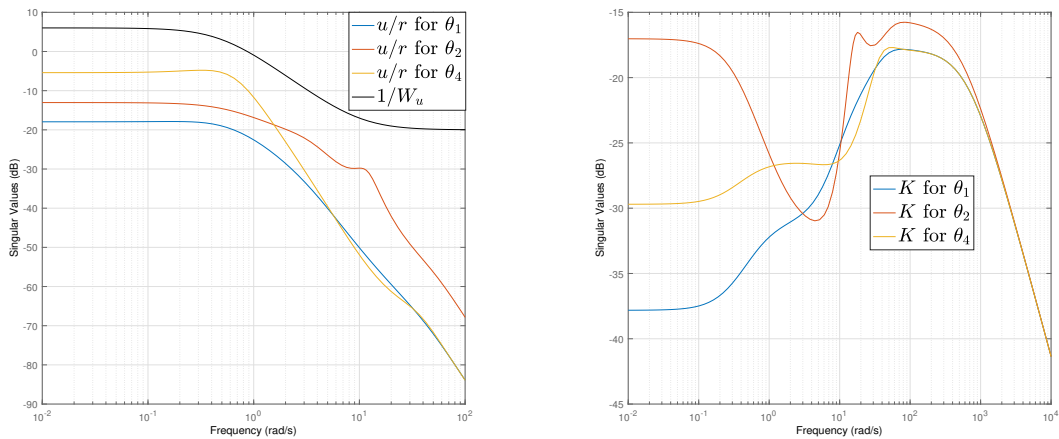 10
0
-10
-20
-30
-40
-50
-60
-70
-80
-90
Singular Values (dB)
10^-2
10^-1
10^0
10^1
10^2
Frequency (rad/s)
u/r for θ₁
u/r for θ₂
u/r for θ₄
1/W_u
-15
-20
-25
-30
-35
-40
-45
Singular Values (dB)
10^-2
10^-1
10^0
10^1
10^2
10^3
10^4
Frequency (rad/s)
K for θ₁
K for θ₂
K for θ₄